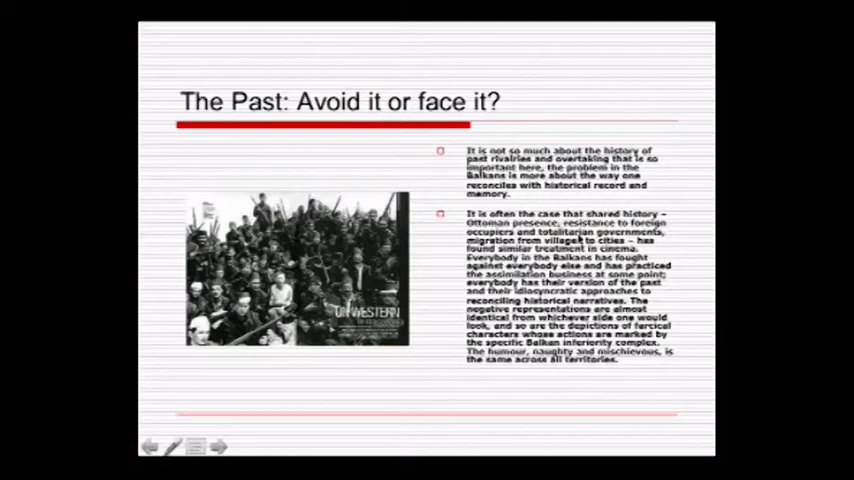 The Past: Avoid it or face it?
It is not so much about the history of
past rivalries and overtaking that is so
important here, the problem in the
Balkans is more about the way one
reconciles with historical record and
memory.
It is often the case that shared history –
Ottoman presence, resistance to foreign
occupiers and totalitarian governments,
migration from villages to cities – has
found similar treatment in cinema.
Everybody in the Balkans has fought
against everybody else and has practiced
the assimilation business at some point;
everybody has their version of the past
and their idiosyncratic approaches to
reconciling historical narratives. The
negative representations are almost
identical from whichever side one would
look, and so are the depictions of farcical
characters whose actions are marked by
the specific Balkan inferiority complex.
The humour, naughty and mischievous, is
the same across all territories.
WESTERN